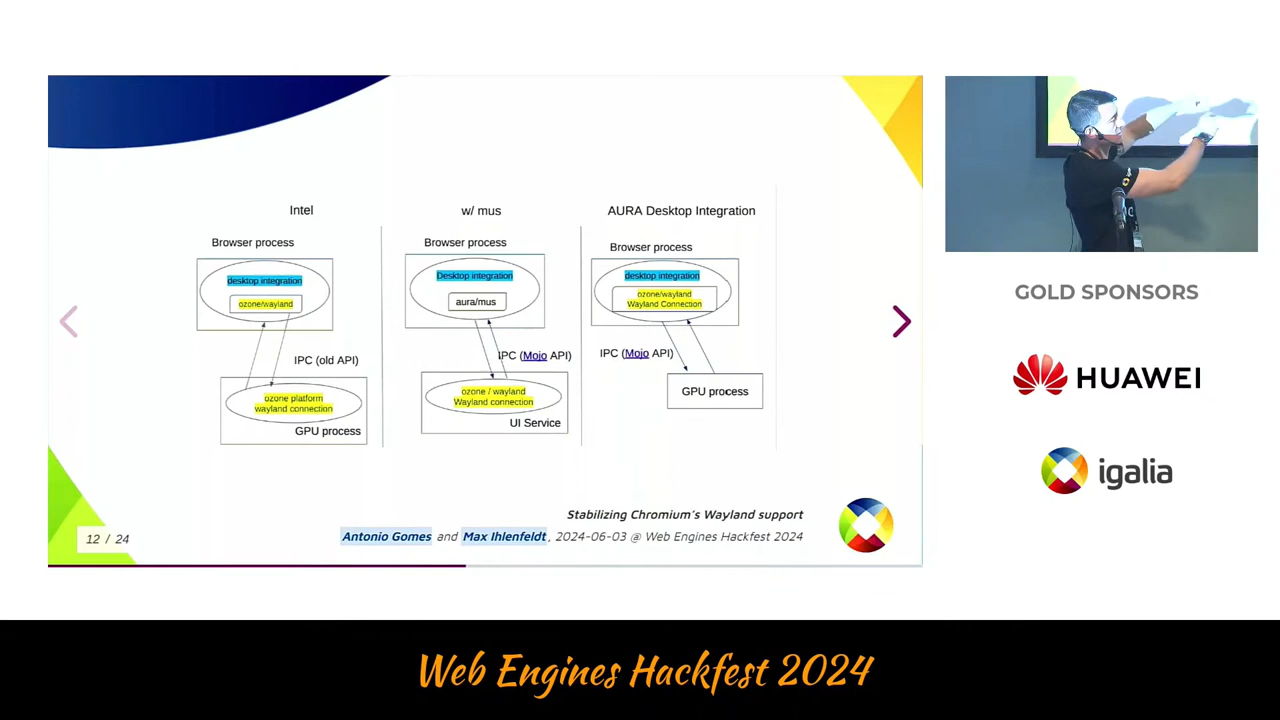 Intel
w/ mus
AURA Desktop Integration
Browser process
Browser process
Browser process
desktop integration
ozone/wayland
Desktop integration
aura/mus
desktop integration
ozone/wayland
Wayland Connection
IPC (old API)
IPC (Mojo API)
IPC (Mojo API)
ozone platform
wayland connection
GPU process
ozone / wayland
Wayland connection
UI Service
GPU process
Stabilizing Chromium's Wayland support
Antonio Gomes and Max Ihlenfeldt, 2024-06-03 @ Web Engines Hackfest 2024
12 / 24
GOLD SPONSORS
HUAWEI
igalia
Web Engines Hackfest 2024